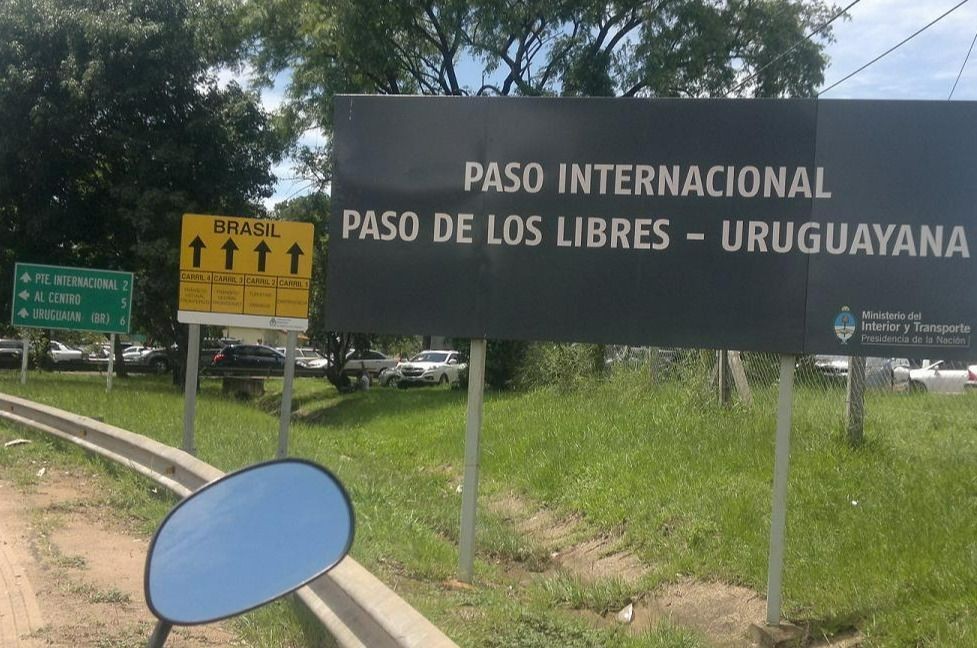 PASO INTERNACIONAL
PASO DE LOS LIBRES – URUGUAYANA
Ministerio del
Interior y Transporte
Presidencia de la Nación
BRASIL
CARRIL 4 CARRIL 3 CARRIL 2 CARRIL 1
PTE. INTERNACIONAL 2
AL CENTRO 5
URUGUAIAN (BR) 6